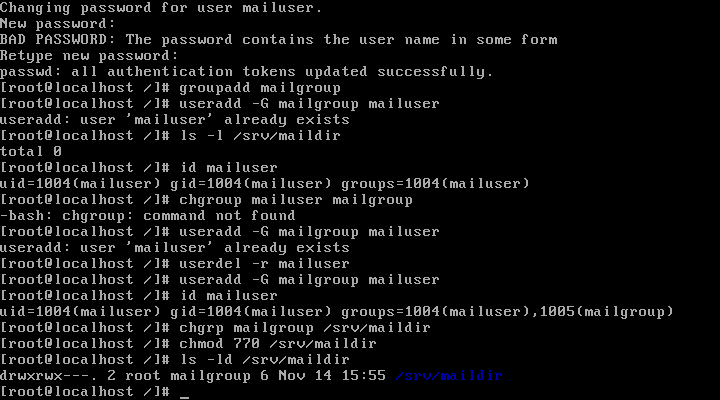 Changing password for user mailuser.
New password:
BAD PASSWORD: The password contains the user name in some form
Retype new password:
passwd: all authentication tokens updated successfully.
[root@localhost /]# groupadd mailgroup
[root@localhost /]# useradd -G mailgroup mailuser
useradd: user 'mailuser' already exists
[root@localhost /]# ls -l /srv/maildir
total 0
[root@localhost /]# id mailuser
uid=1004(mailuser) gid=1004(mailuser) groups=1004(mailuser)
[root@localhost /]# chgroup mailuser mailgroup
-bash: chgroup: command not found
[root@localhost /]# useradd -G mailgroup mailuser
useradd: user 'mailuser' already exists
[root@localhost /]# userdel -r mailuser
[root@localhost /]# useradd -G mailgroup mailuser
[root@localhost /]# id mailuser
uid=1004(mailuser) gid=1004(mailuser) groups=1004(mailuser),1005(mailgroup)
[root@localhost /]# chgrp mailgroup /srv/maildir
[root@localhost /]# chmod 770 /srv/maildir
[root@localhost /]# ls -ld /srv/maildir
drwxrwx---. 2 root mailgroup 6 Nov 14 15:55 /srv/maildir
[root@localhost /]# _